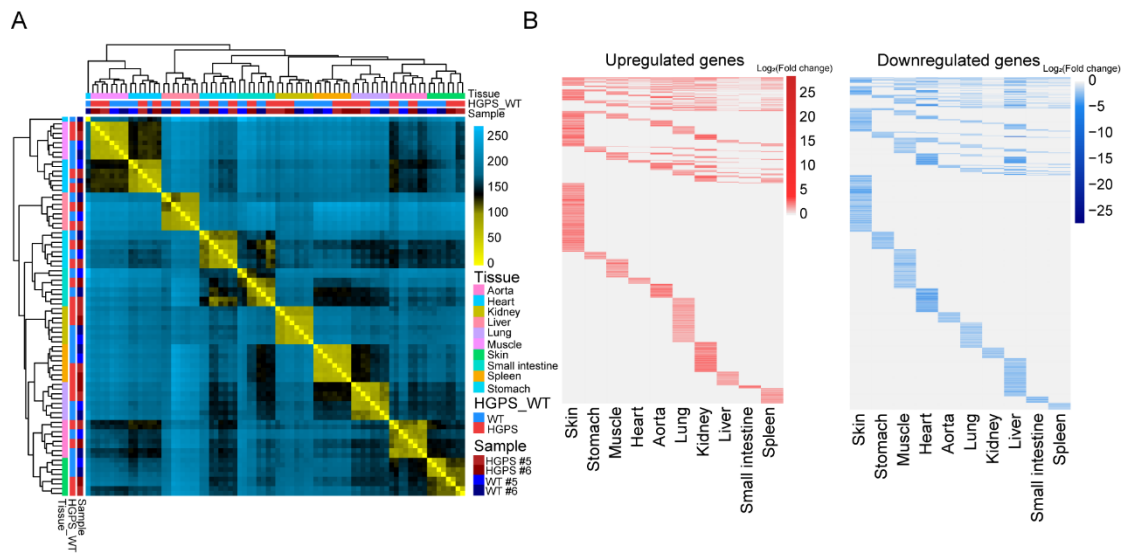 A
Tissue
HGPS_WT
Sample
250
200
150
100
50
0
Tissue
Aorta
Heart
Kidney
Liver
Lung
Muscle
Skin
Small intestine
Spleen
Stomach
HGPS_WT
WT
HGPS
Sample
HGPS #5
HGPS #6
WT #5
WT #6
Tissue
HGPS_WT
Sample
B
Upregulated genes
Log₂(Fold change)
25
20
15
10
5
0
Skin
Stomach
Muscle
Heart
Aorta
Lung
Kidney
Liver
Small intestine
Spleen
Downregulated genes
Log₂(Fold change)
0
−5
−10
−15
−20
−25
Skin
Stomach
Muscle
Heart
Aorta
Lung
Kidney
Liver
Small intestine
Spleen